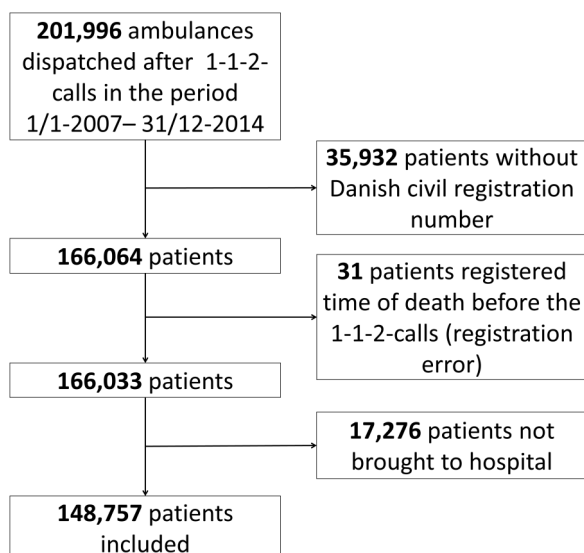 201,996 ambulances
dispatched after 1-1-2-
calls in the period
1/1-2007– 31/12-2014
35,932 patients without
Danish civil registration
number
166,064 patients
31 patients registered
time of death before the
1-1-2-calls (registration
error)
166,033 patients
17,276 patients not
brought to hospital
148,757 patients
included